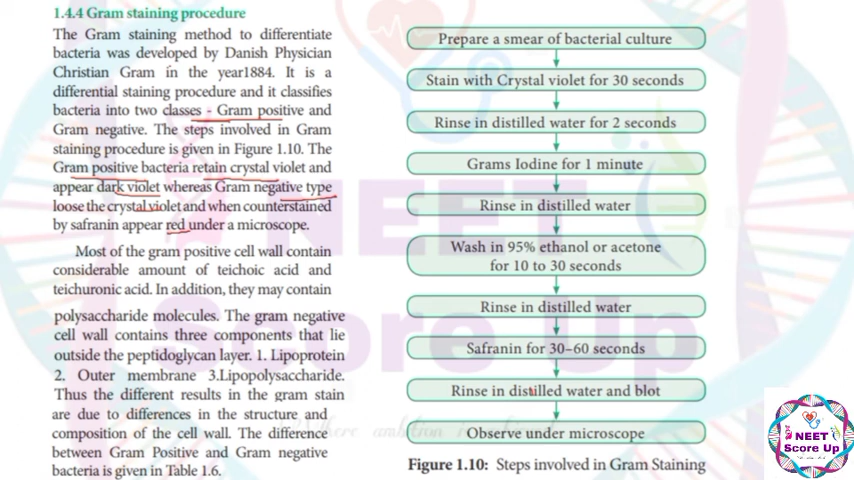 1.4.4 Gram staining procedure
The Gram staining method to differentiate
bacteria was developed by Danish Physician
Christian Gram in the year1884. It is a
differential staining procedure and it classifies
bacteria into two classes - Gram positive and
Gram negative. The steps involved in Gram
staining procedure is given in Figure 1.10. The
Gram positive bacteria retain crystal violet and
appear dark violet whereas Gram negative type
loose the crystal violet and when counterstained
by safranin appear red under a microscope.
Most of the gram positive cell wall contain
considerable amount of teichoic acid and
teichuronic acid. In addition, they may contain
polysaccharide molecules. The gram negative
cell wall contains three components that lie
outside the peptidoglycan layer. 1. Lipoprotein
2. Outer membrane 3.Lipopolysaccharide.
Thus the different results in the gram stain
are due to differences in the structure and
composition of the cell wall. The difference
between Gram Positive and Gram negative
bacteria is given in Table 1.6.
Prepare a smear of bacterial culture
Stain with Crystal violet for 30 seconds
Rinse in distilled water for 2 seconds
Grams Iodine for 1 minute
Rinse in distilled water
Wash in 95% ethanol or acetone
for 10 to 30 seconds
Rinse in distilled water
Safranin for 30–60 seconds
Rinse in distilled water and blot
Observe under microscope
Figure 1.10: Steps involved in Gram Staining
NEET
Score Up
Where ambition
NEET
Score Up